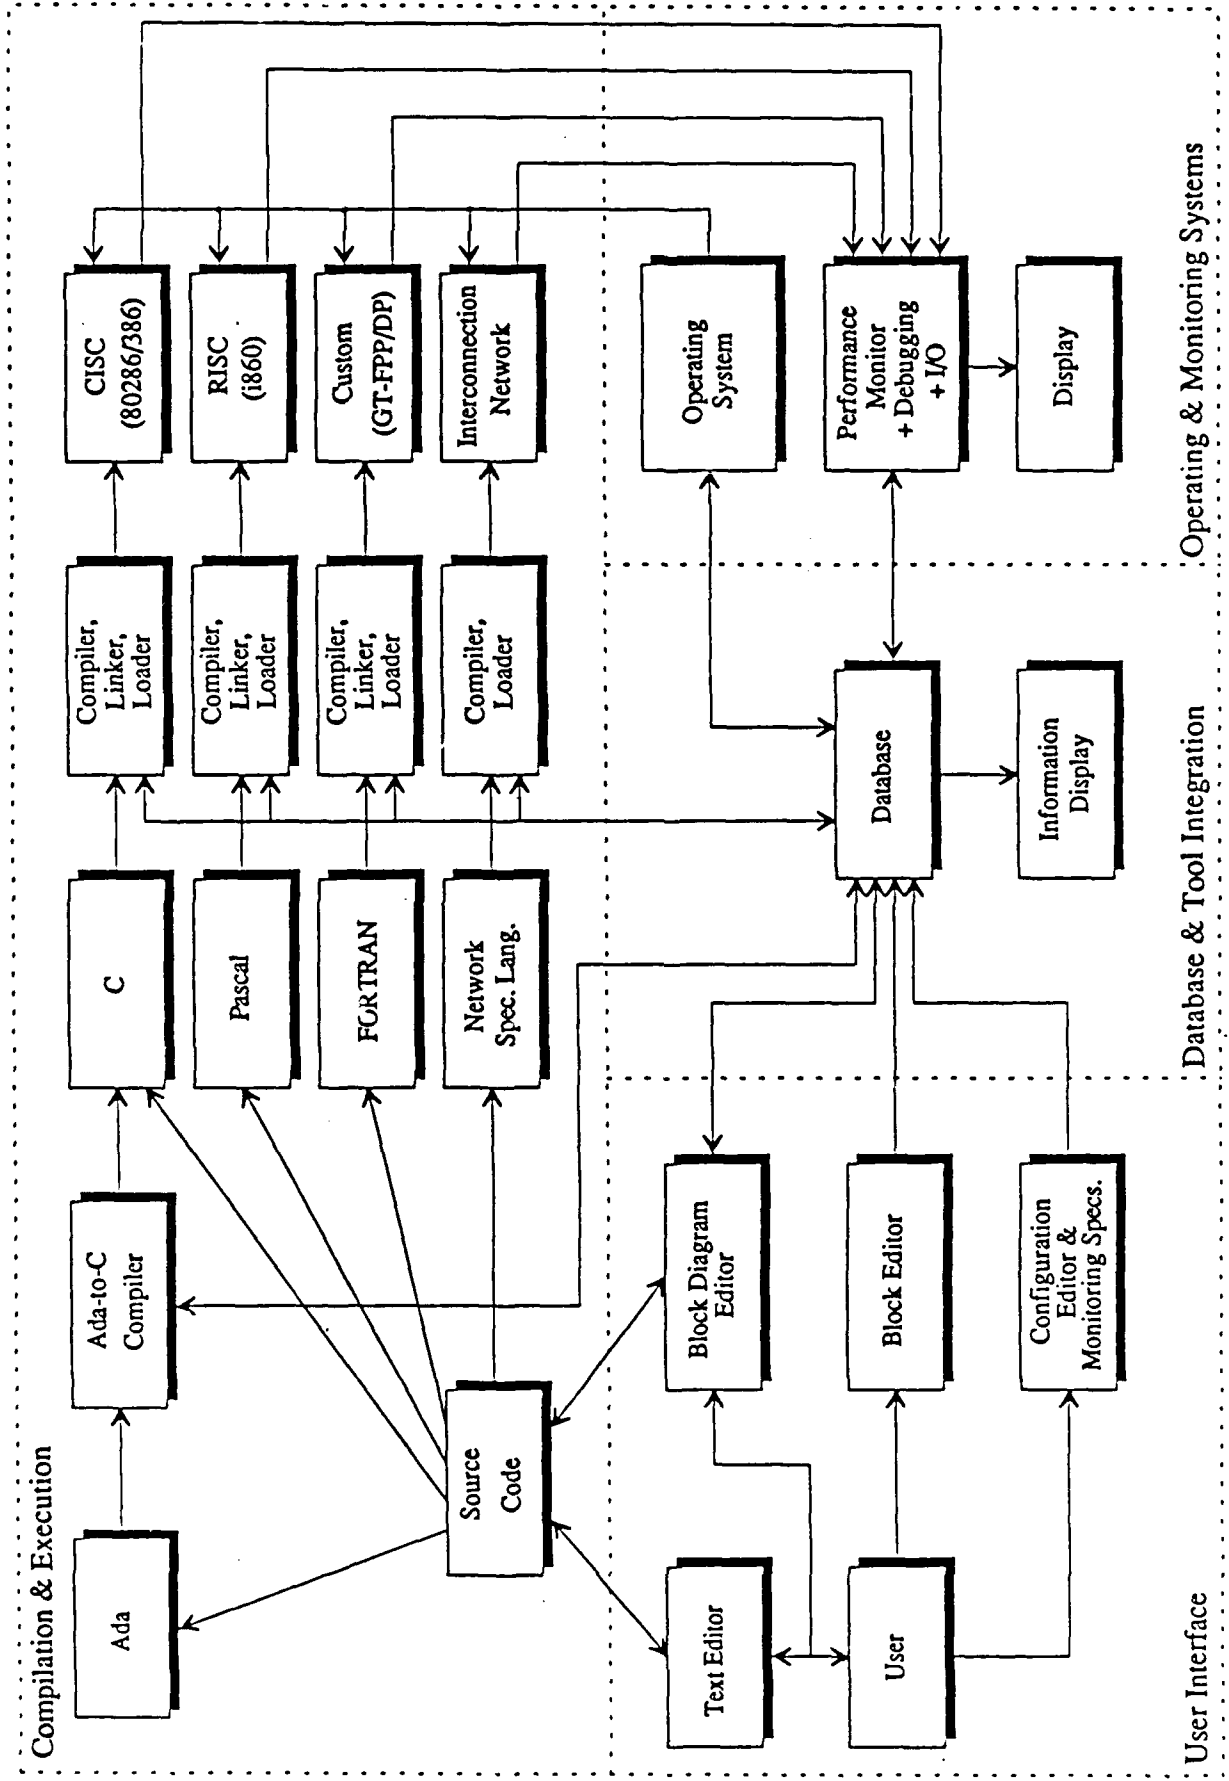 Compilation & Execution
Ada
Ada-to-C
Compiler
C
Compiler,
Linker,
Loader
CISC
(80286/386)
Pascal
Compiler,
Linker,
Loader
RISC
(i860)
FORTRAN
Compiler,
Linker,
Loader
Custom
(GT-FPP/DP)
Source
Code
Network
Spec. Lang.
Compiler,
Loader
Interconnection
Network
Text Editor
Block Diagram
Editor
Operating
System
User
Block Editor
Database
Performance
Monitor
+ Debugging
+ I/O
Configuration
Editor &
Monitoring Specs.
Information
Display
Display
User Interface
Database & Tool Integration
Operating & Monitoring Systems